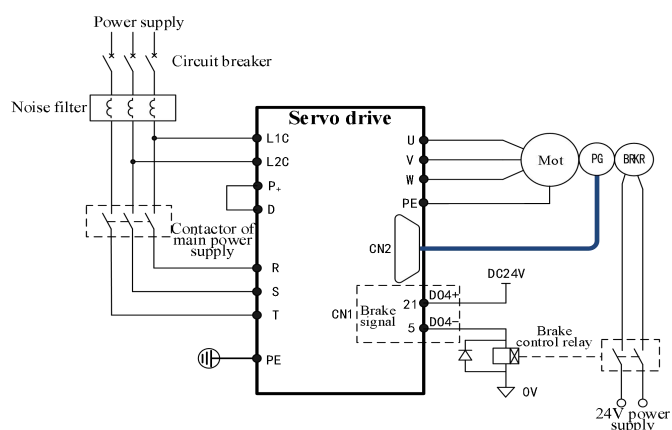 Power supply
Circuit breaker
Noise filter
Servo drive
L1C
L2C
P+
D
Contactor of
main power
supply
R
S
T
PE
U
V
W
PE
Mot
PG
BRKR
CN2
DC24V
CN1
Brake
signal
21
DO4+
5
DO4-
Brake
control relay
0V
24V power
supply